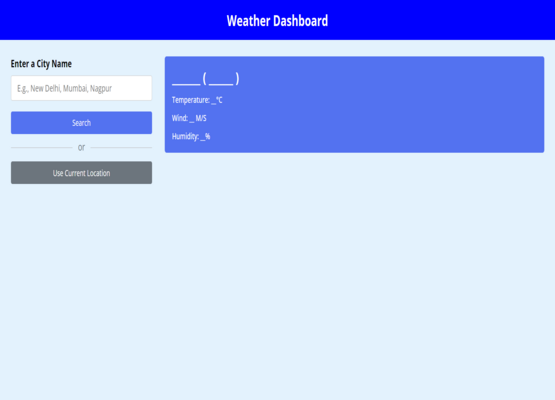 Weather Dashboard
Enter a City Name
E.g., New Delhi, Mumbai, Nagpur
Search
or
Use Current Location
______ ( _____ )
Temperature: __°C
Wind: __ M/S
Humidity: __%